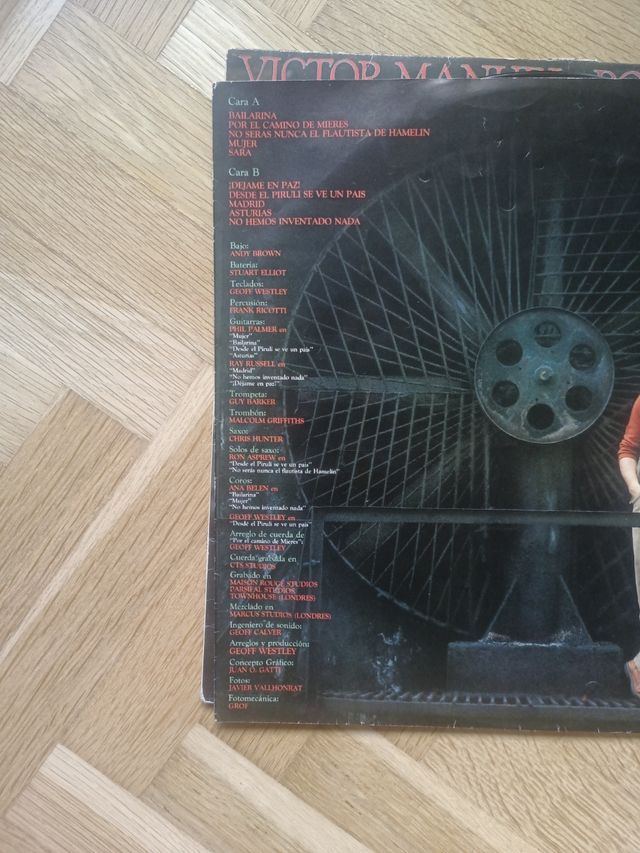 VICTOR MANUEL PO
Cara A
BAILARINA
POR EL CAMINO DE MIERES
NO SERAS NUNCA EL FLAUTISTA DE HAMELIN
MUJER
SARA
Cara B
¡DEJAME EN PAZ!
DESDE EL PIRULI SE VE UN PAIS
MADRID
ASTURIAS
NO HEMOS INVENTADO NADA
Bajo:
ANDY BROWN
Batería:
STUART ELLIOT
Teclados:
GEOFF WESTLEY
Percusión:
FRANK RICOTTI
Guitarras:
PHIL PALMER en
"Mujer"
"Bailarina"
"Desde el Piruli se ve un país"
"Asturias"
RAY RUSSELL en
"Madrid"
"No hemos inventado nada"
"¡Déjame en paz!"
Trompeta:
GUY BARKER
Trombón:
MALCOLM GRIFFITHS
Saxo:
CHRIS HUNTER
Solos de saxo:
RON ASPREW en
"Desde el Piruli se ve un país"
"No serás nunca el flautista de Hamelin"
Coros:
ANA BELEN en
"Bailarina"
"Mujer"
"No hemos inventado nada"
GEOFF WESTLEY en
"Desde el Piruli se ve un país"
Arreglo de cuerda de
"Por el camino de Mieres":
GEOFF WESTLEY
Cuerda grabada en
CTS STUDIOS
Grabado en
MAISON ROUGE STUDIOS
PARSIFAL STUDIOS
TOWNHOUSE (LONDRES)
Mezclado en
MARCUS STUDIOS (LONDRES)
Ingeniero de sonido:
GEOFF CALVER
Arreglos y producción:
GEOFF WESTLEY
Concepto Gráfico:
JUAN O. GATTI
Fotos:
JAVIER VALLHONRAT
Fotomecánica:
GROF